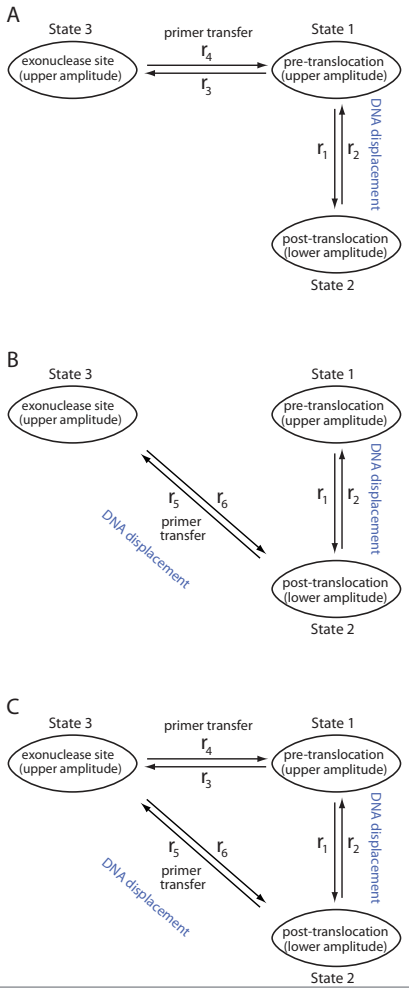 A
State 3
State 1
primer transfer
r4
exonuclease site
(upper amplitude)
pre-translocation
(upper amplitude)
r3
DNA displacement
r1
r2
post-translocation
(lower amplitude)
State 2
B
State 3
State 1
exonuclease site
(upper amplitude)
pre-translocation
(upper amplitude)
DNA displacement
r1
r2
r5
r6
primer
transfer
DNA displacement
post-translocation
(lower amplitude)
State 2
C
State 3
State 1
primer transfer
r4
exonuclease site
(upper amplitude)
pre-translocation
(upper amplitude)
r3
DNA displacement
r1
r2
r5
r6
primer
transfer
DNA displacement
post-translocation
(lower amplitude)
State 2